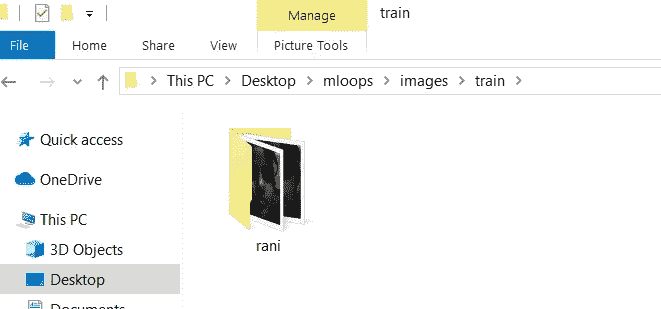 Manage train
File Home Share View Picture Tools
This PC Desktop mloops images train
Quick access
OneDrive
This PC
3D Objects
rani
Desktop
Documents